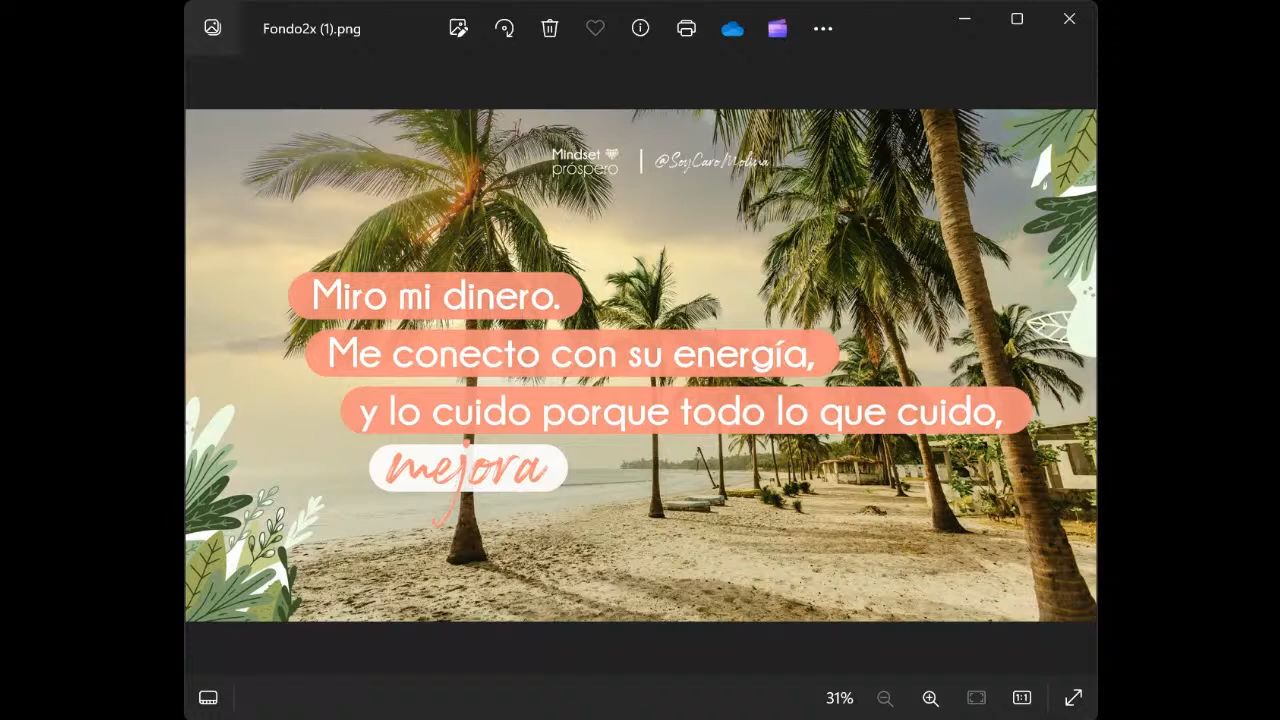 Fondo2x (1).png
Mindset
próspero
@SoyCaroMolina
Miro mi dinero.
Me conecto con su energía,
y lo cuido porque todo lo que cuido,
mejora
31%
1:1